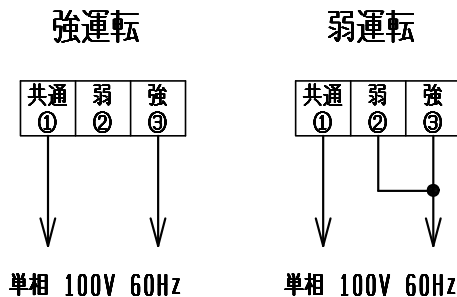 強運転 弱運転
共通 弱 強 共通 弱 強
① ② ③ ① ② ③
単相 100V 60Hz 単相 100V 60Hz